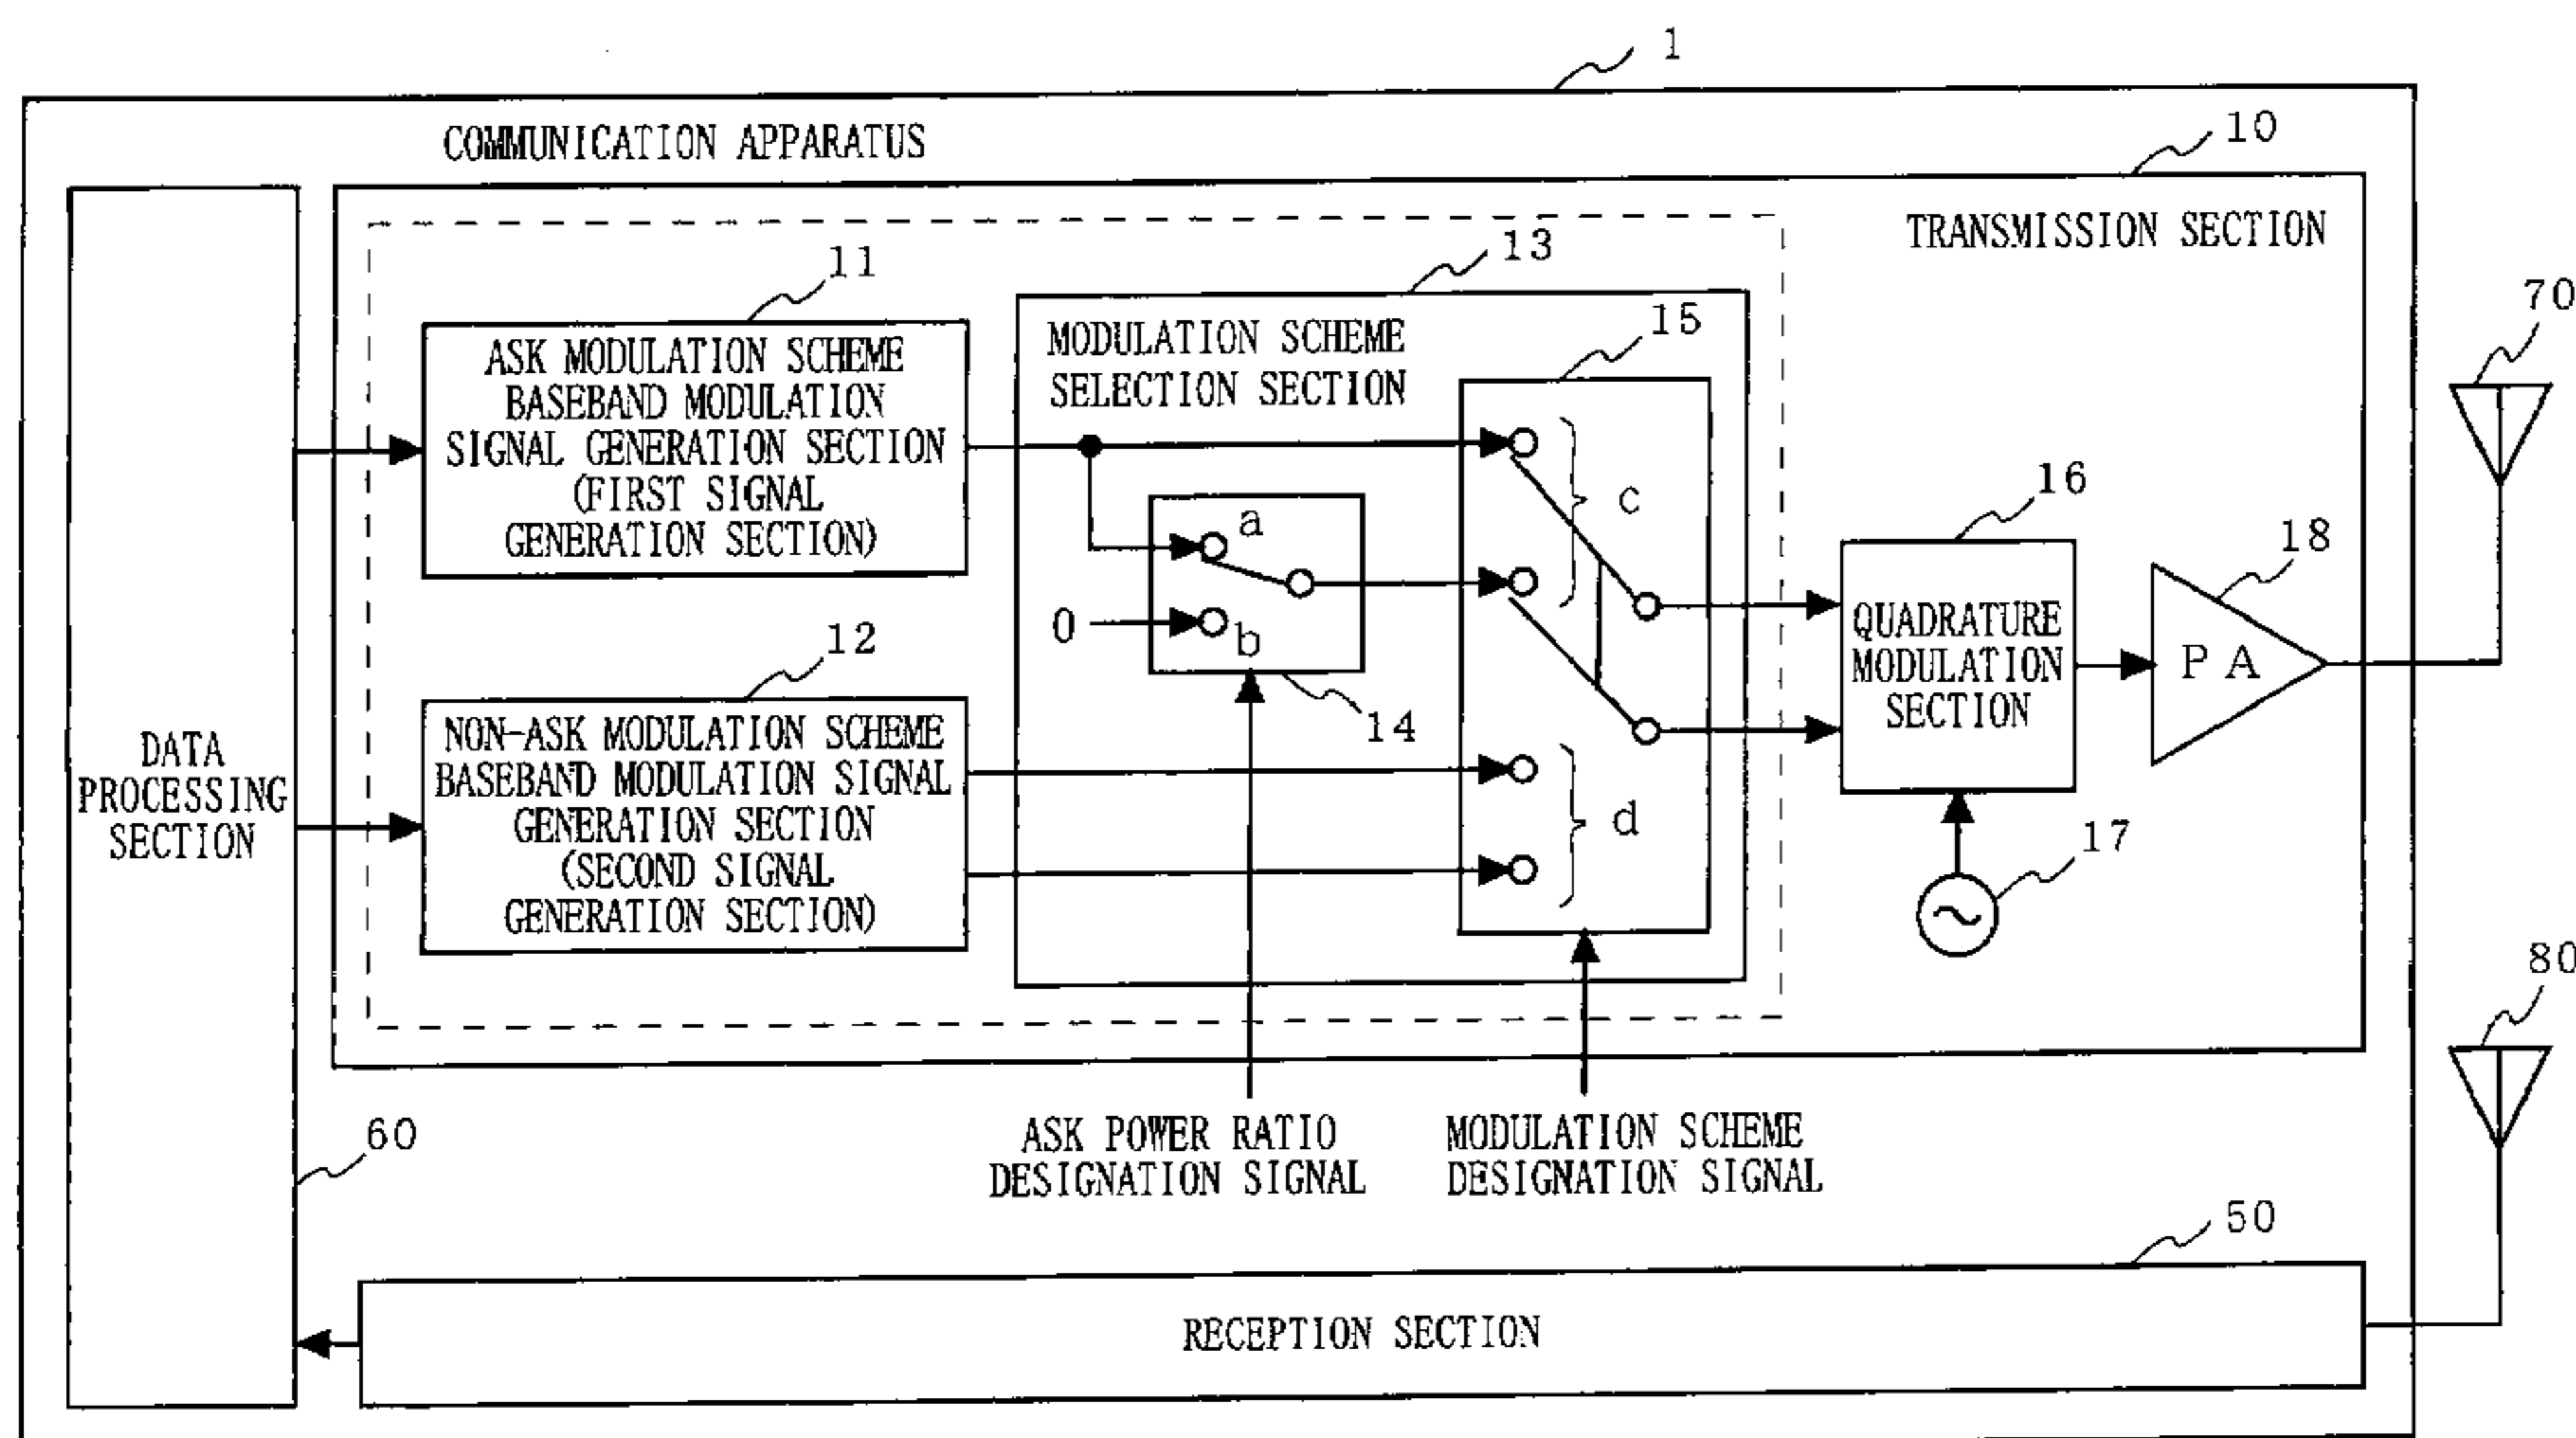 1
COMMUNICATION APPARATUS
10
TRANSMISSION SECTION
13
11
ASK MODULATION SCHEME
BASEBAND MODULATION
SIGNAL GENERATION SECTION
(FIRST SIGNAL
GENERATION SECTION)
MODULATION SCHEME
SELECTION SECTION
15
70
c
a
0
b
14
16
QUADRATURE
MODULATION
SECTION
18
PA
12
NON-ASK MODULATION SCHEME
BASEBAND MODULATION SIGNAL
GENERATION SECTION
(SECOND SIGNAL
GENERATION SECTION)
d
17
DATA
PROCESSING
SECTION
80
60
ASK POWER RATIO
DESIGNATION SIGNAL
MODULATION SCHEME
DESIGNATION SIGNAL
50
RECEPTION SECTION